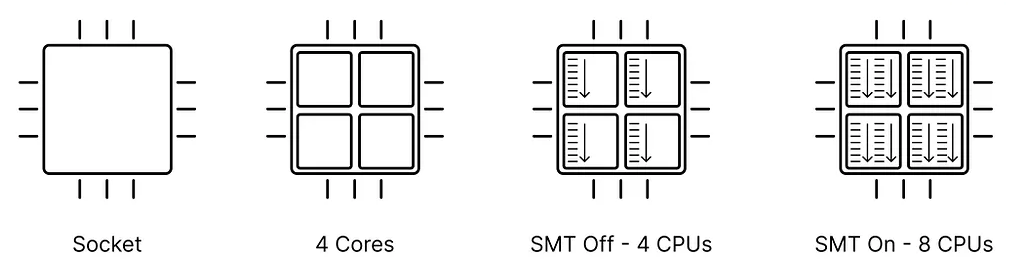 Socket
4 Cores
SMT Off - 4 CPUs
SMT On - 8 CPUs